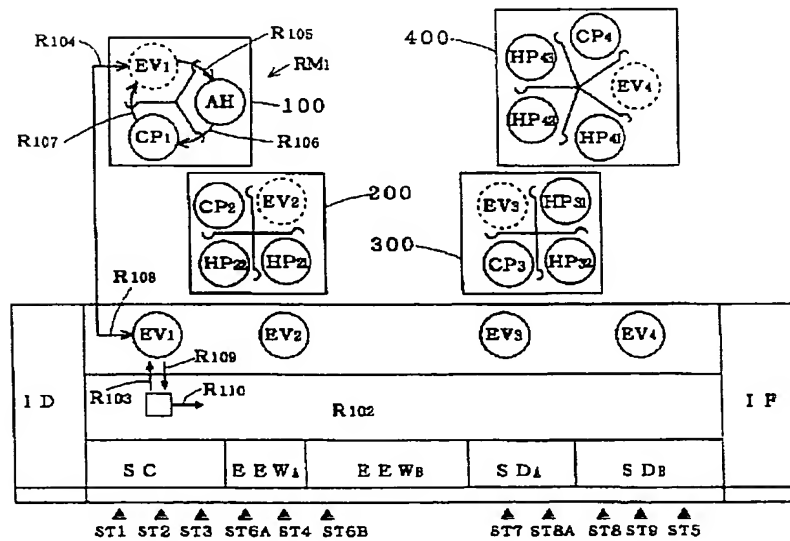 R104
R105
EV1
RM1
AH
100
R107
CP1
R106
400
CP4
HP43
EV4
HP42
HP41
CP2
EV2
200
HP22
HP21
EV3
HP31
300
CP3
HP32
R108
EV1
EV2
EV3
EV4
R109
R103
R110
ID
R102
IF
SC
EEWA
EEWB
SDA
SDB
ST1 ST2 ST3 ST6A ST4 ST6B ST7 ST8A ST8 ST9 ST5